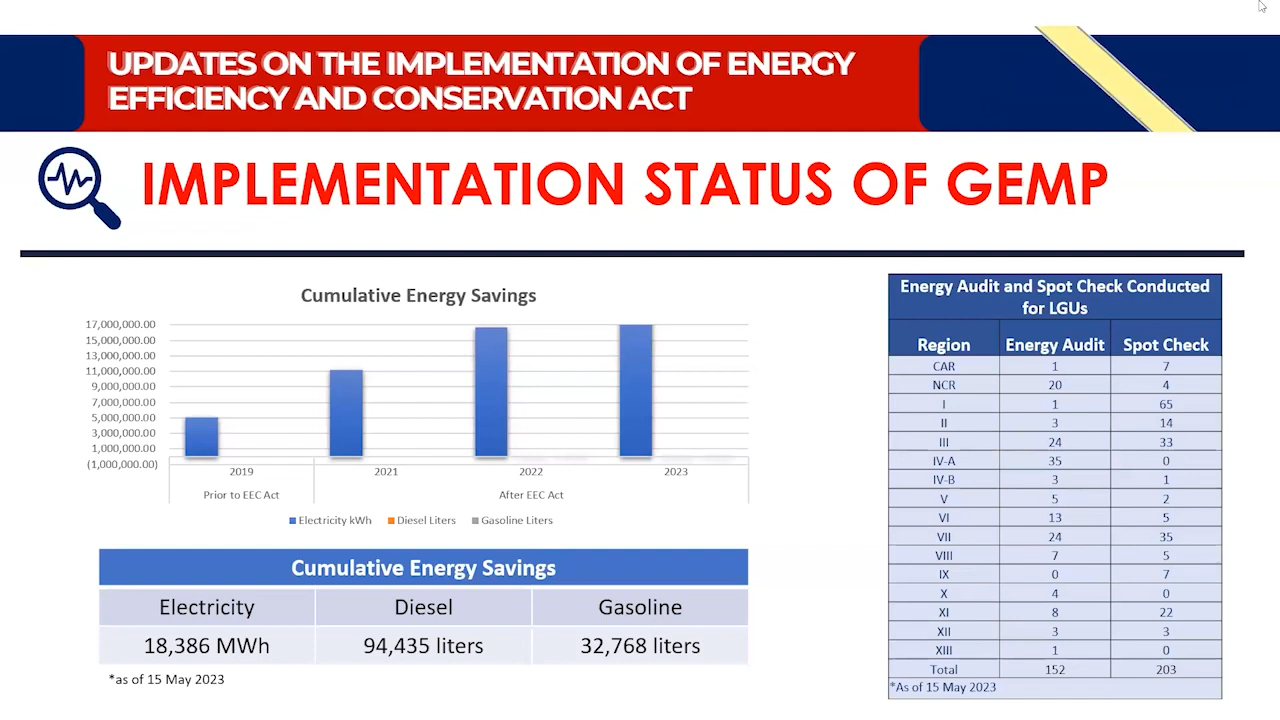 UPDATES ON THE IMPLEMENTATION OF ENERGY
EFFICIENCY AND CONSERVATION ACT
IMPLEMENTATION STATUS OF GEMP
Cumulative Energy Savings
17,000,000.00
15,000,000.00
13,000,000.00
11,000,000.00
9,000,000.00
7,000,000.00
5,000,000.00
3,000,000.00
1,000,000.00
(1,000,000.00)
2019 2021 2022 2023
Prior to EEC Act After EEC Act
Electricity kWh Diesel Liters Gasoline Liters
Cumulative Energy Savings
Electricity Diesel Gasoline
18,386 MWh 94,435 liters 32,768 liters
*as of 15 May 2023
Energy Audit and Spot Check Conducted
for LGUs
Region Energy Audit Spot Check
CAR 1 7
NCR 20 4
I 1 65
II 3 14
III 24 33
IV-A 35 0
IV-B 3 1
V 5 2
VI 13 5
VII 24 35
VIII 7 5
IX 0 7
X 4 0
XI 8 22
XII 3 3
XIII 1 0
Total 152 203
*As of 15 May 2023